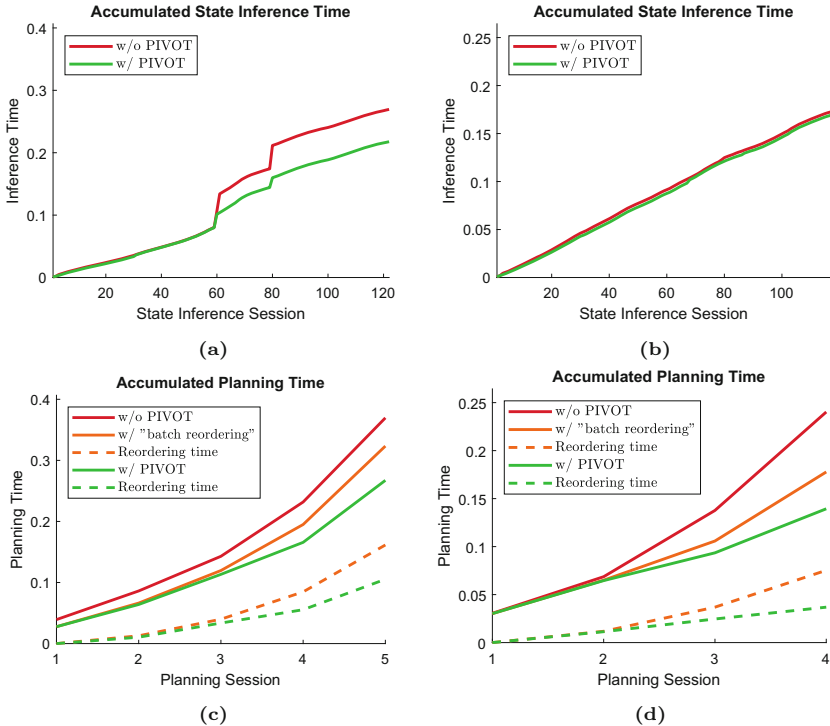 Accumulated State Inference Time
0.4
0.3
0.2
0.1
0
Inference Time
w/o PIVOT
w/ PIVOT
20
40
60
80
100
120
State Inference Session
(a)
Accumulated State Inference Time
0.25
0.2
0.15
0.1
0.05
0
Inference Time
w/o PIVOT
w/ PIVOT
20
40
60
80
100
State Inference Session
(b)
Accumulated Planning Time
0.4
0.3
0.2
0.1
0
Planning Time
w/o PIVOT
w/ "batch reordering"
Reordering time
w/ PIVOT
Reordering time
1
2
3
4
5
Planning Session
(c)
Accumulated Planning Time
0.25
0.2
0.15
0.1
0.05
0
Planning Time
w/o PIVOT
w/ "batch reordering"
Reordering time
w/ PIVOT
Reordering time
1
2
3
4
Planning Session
(d)